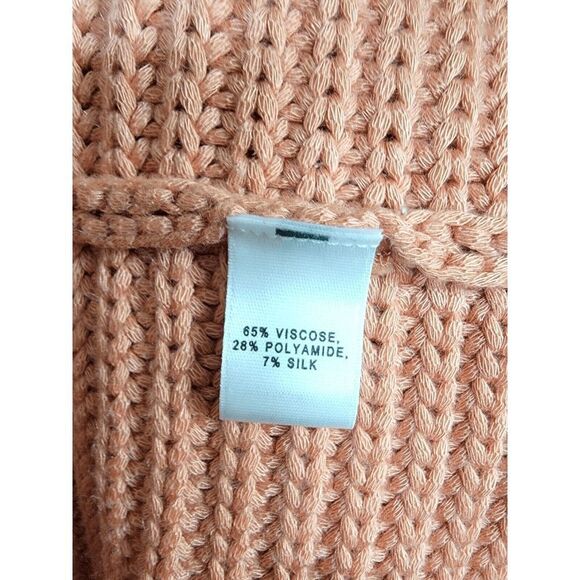 65% VISCOSE,
28% POLYAMIDE,
7% SILK